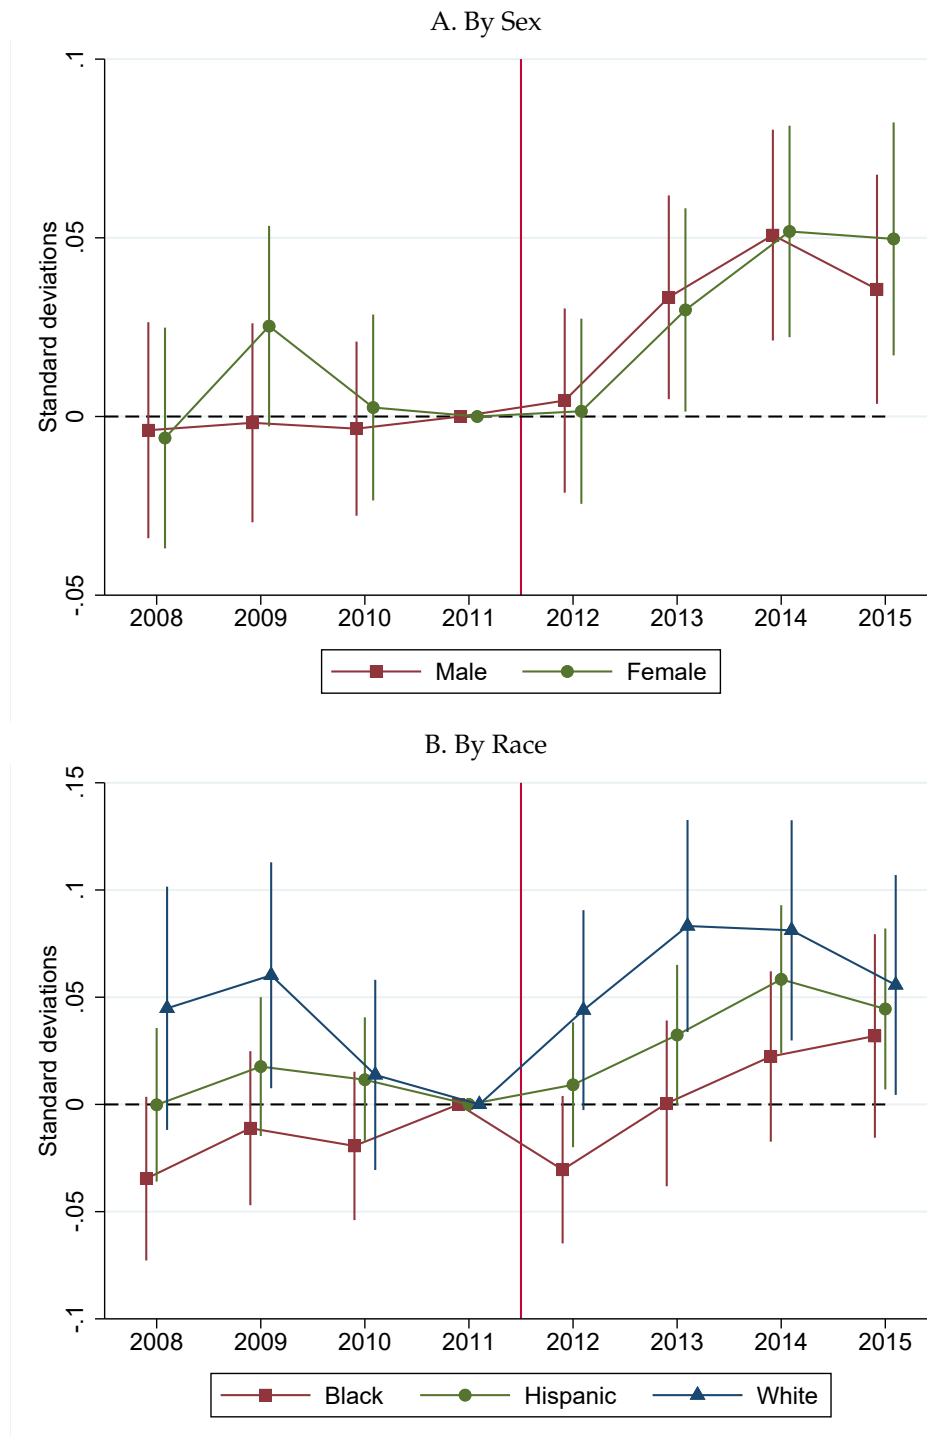 A. By Sex
Standard deviations
.1
.05
0
-.05
2008 2009 2010 2011 2012 2013 2014 2015
Male Female
B. By Race
Standard deviations
.15
.1
.05
0
-.05
-.1
2008 2009 2010 2011 2012 2013 2014 2015
Black Hispanic White